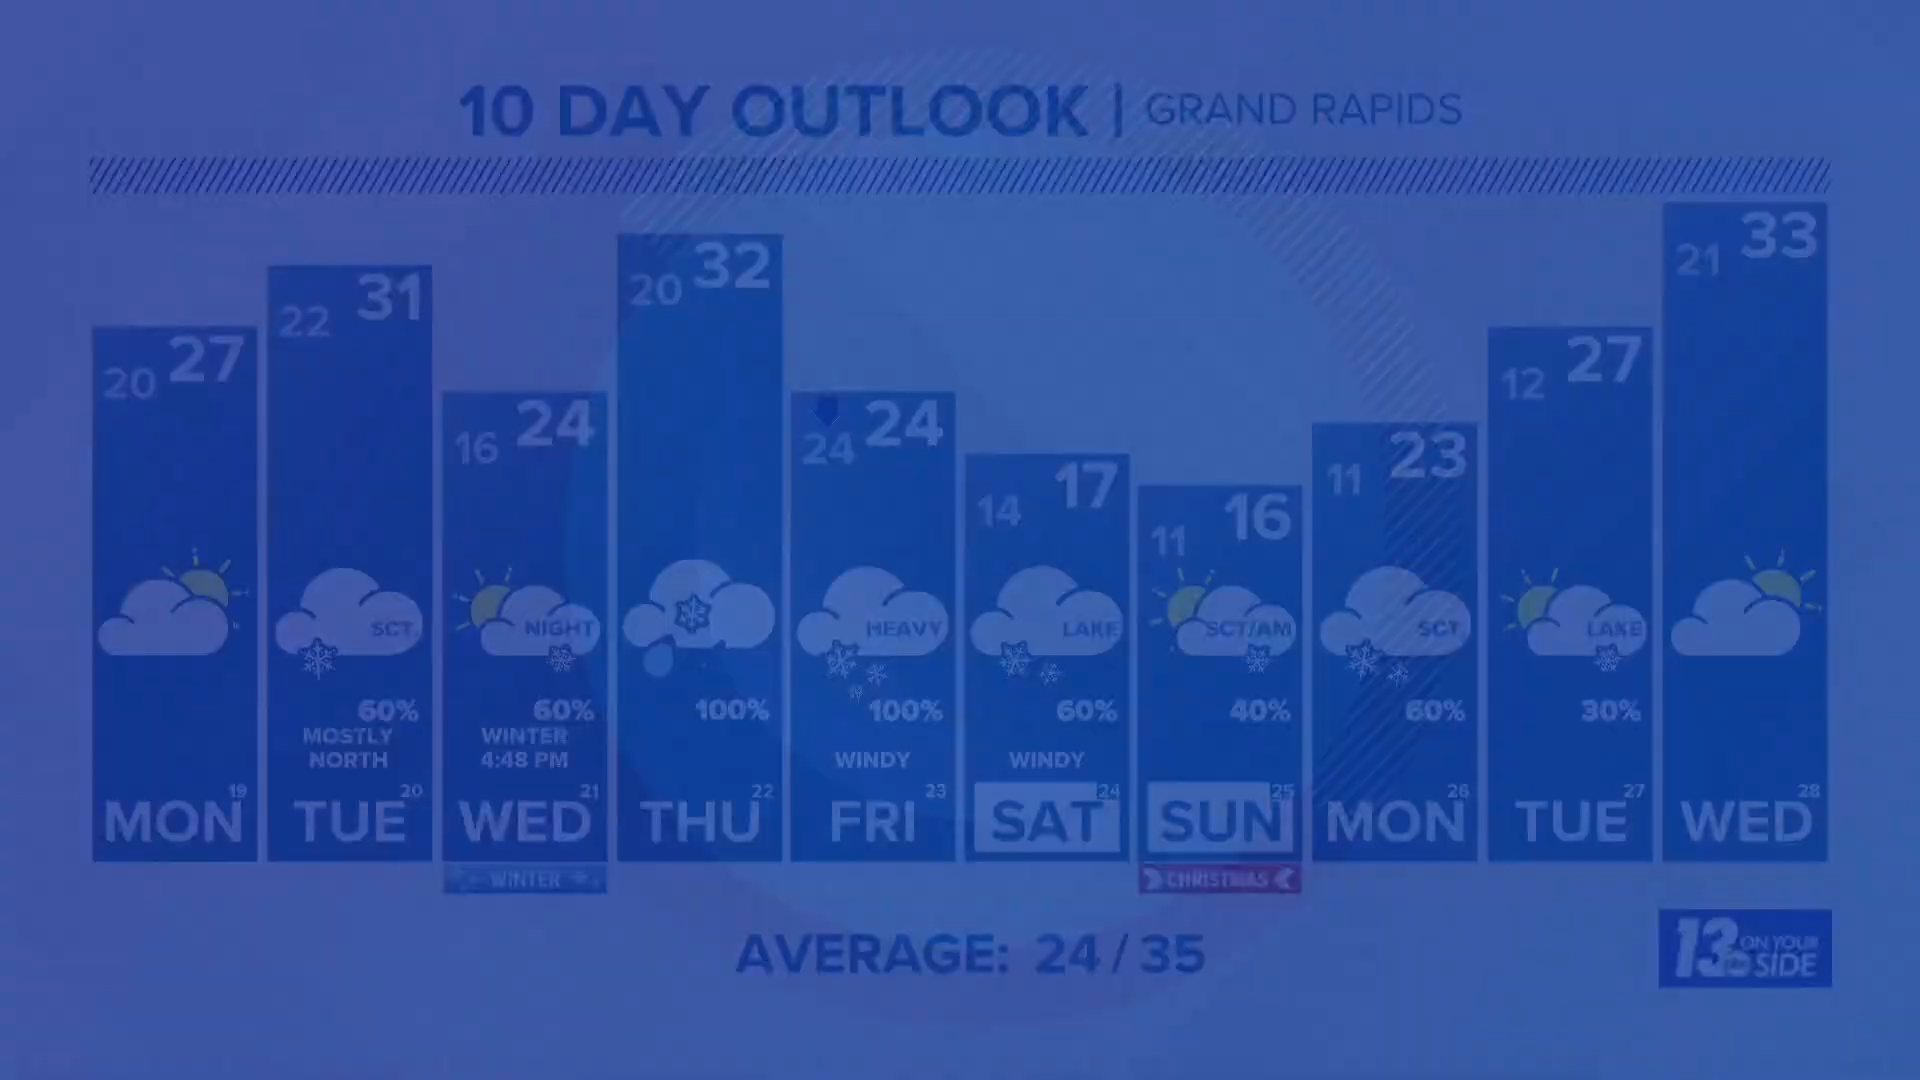 10 DAY OUTLOOK | GRAND RAPIDS
20 27
MON 19
22 31
SCT.
60%
MOSTLY
NORTH
TUE 20
16 24
NIGHT
60%
WINTER
4:48 PM
WED 21
WINTER
20 32
100%
THU 22
24 24
HEAVY
100%
WINDY
FRI 23
14 17
LAKE
60%
WINDY
SAT 24
11 16
SCT/AM
40%
SUN 25
CHRISTMAS
11 23
SCT
60%
MON 26
12 27
LAKE
30%
TUE 27
21 33
WED 28
AVERAGE: 24 / 35
13 ON YOUR
SIDE